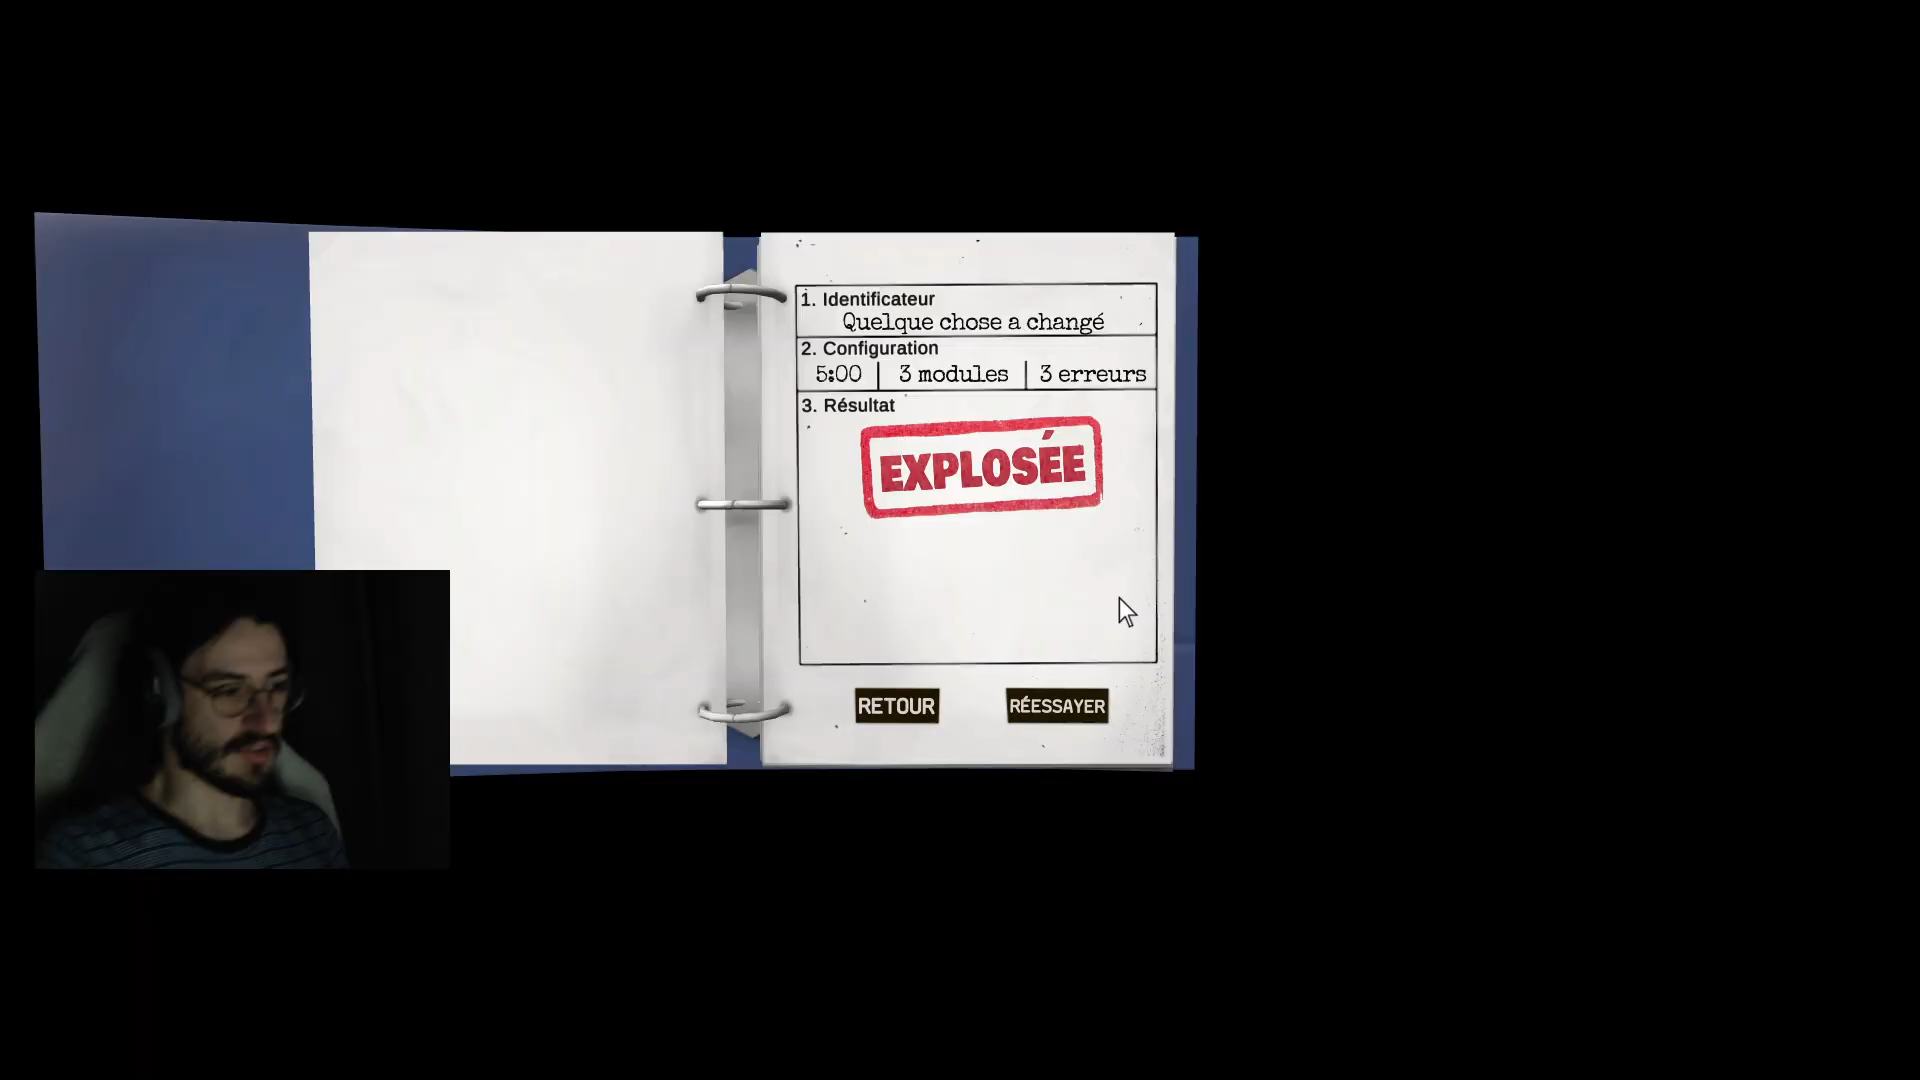 1. Identificateur
Quelque chose a changé
2. Configuration
5:00 | 3 modules | 3 erreurs
3. Résultat
EXPLOSÉE
RETOUR
RÉESSAYER